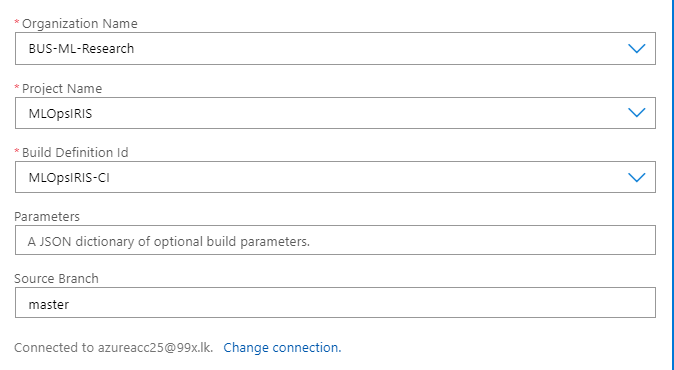 * Organization Name
BUS-ML-Research
* Project Name
MLOpsIRIS
* Build Definition Id
MLOpsIRIS-CI
Parameters
A JSON dictionary of optional build parameters.
Source Branch
master
Connected to azureacc25@99x.lk. Change connection.